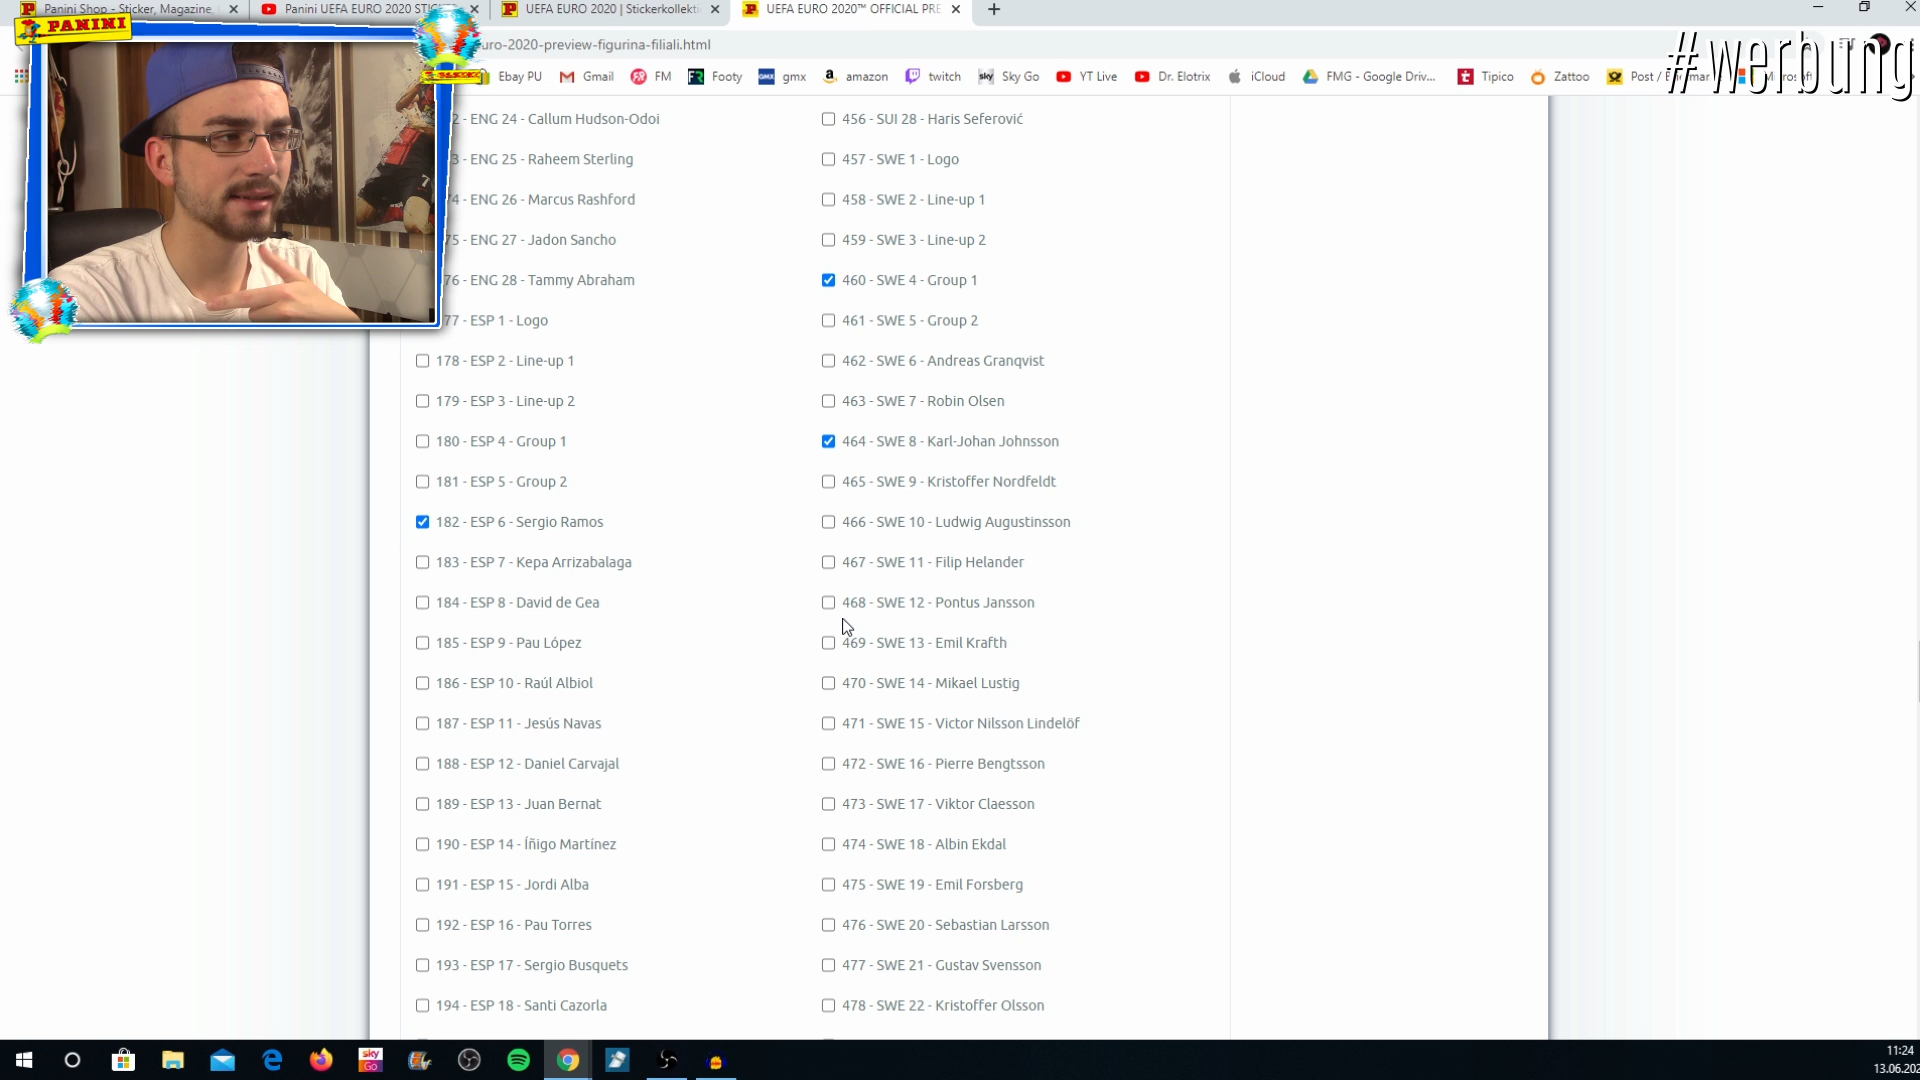 Panini Shop - Sticker, Magazine,
Panini UEFA EURO 2020 STICKER
UEFA EURO 2020 | Stickerkollekti
UEFA EURO 2020™ OFFICIAL PRE
PANINI
uro-2020-preview-figurina-filiali.html
#werbung
Ebay PU
Gmail
FM
Footy
gmx
amazon
twitch
Sky Go
YT Live
Dr. Elotrix
iCloud
FMG - Google Driv...
Tipico
Zattoo
Post /
2 - ENG 24 - Callum Hudson-Odoi
3 - ENG 25 - Raheem Sterling
74 - ENG 26 - Marcus Rashford
75 - ENG 27 - Jadon Sancho
76 - ENG 28 - Tammy Abraham
77 - ESP 1 - Logo
178 - ESP 2 - Line-up 1
179 - ESP 3 - Line-up 2
180 - ESP 4 - Group 1
181 - ESP 5 - Group 2
182 - ESP 6 - Sergio Ramos
183 - ESP 7 - Kepa Arrizabalaga
184 - ESP 8 - David de Gea
185 - ESP 9 - Pau López
186 - ESP 10 - Raúl Albiol
187 - ESP 11 - Jesús Navas
188 - ESP 12 - Daniel Carvajal
189 - ESP 13 - Juan Bernat
190 - ESP 14 - Íñigo Martínez
191 - ESP 15 - Jordi Alba
192 - ESP 16 - Pau Torres
193 - ESP 17 - Sergio Busquets
194 - ESP 18 - Santi Cazorla
456 - SUI 28 - Haris Seferović
457 - SWE 1 - Logo
458 - SWE 2 - Line-up 1
459 - SWE 3 - Line-up 2
460 - SWE 4 - Group 1
461 - SWE 5 - Group 2
462 - SWE 6 - Andreas Granqvist
463 - SWE 7 - Robin Olsen
464 - SWE 8 - Karl-Johan Johnsson
465 - SWE 9 - Kristoffer Nordfeldt
466 - SWE 10 - Ludwig Augustinsson
467 - SWE 11 - Filip Helander
468 - SWE 12 - Pontus Jansson
469 - SWE 13 - Emil Krafth
470 - SWE 14 - Mikael Lustig
471 - SWE 15 - Victor Nilsson Lindelöf
472 - SWE 16 - Pierre Bengtsson
473 - SWE 17 - Viktor Claesson
474 - SWE 18 - Albin Ekdal
475 - SWE 19 - Emil Forsberg
476 - SWE 20 - Sebastian Larsson
477 - SWE 21 - Gustav Svensson
478 - SWE 22 - Kristoffer Olsson
sky Go
11:24
13.06.202